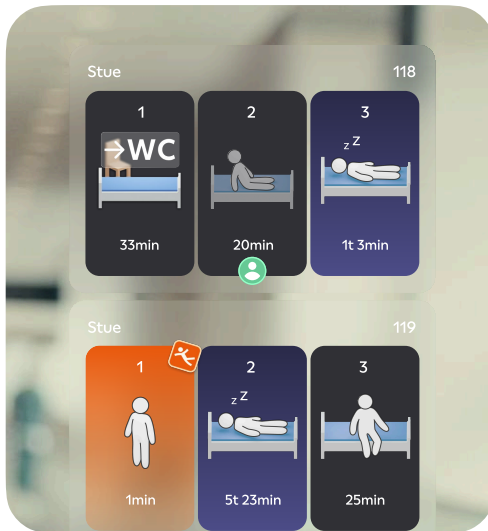 Stue 118
1 2 3
→WC
z Z
33min 20min 1t 3min
Stue 119
1 2 3
z Z
1min 5t 23min 25min